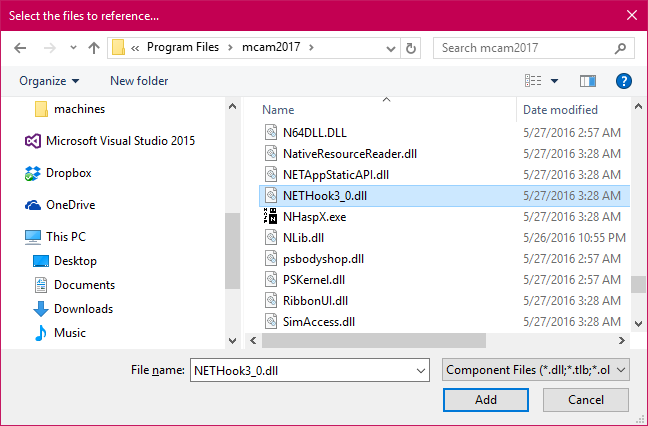 Select the files to reference...
« Program Files › mcam2017 ›
Search mcam2017
Organize
New folder
?
machines
Microsoft Visual Studio 2015
Dropbox
OneDrive
This PC
Desktop
Documents
Downloads
Music
Name Date modified
N64DLL.DLL 5/27/2016 2:57 AM
NativeResourceReader.dll 5/27/2016 3:28 AM
NETAppStaticAPI.dll 5/27/2016 3:28 AM
NETHook3_0.dll 5/27/2016 3:28 AM
NHaspX.exe 5/27/2016 3:28 AM
NLib.dll 5/26/2016 10:55 PM
psbodyshop.dll 5/27/2016 2:57 AM
PSKernel.dll 5/27/2016 2:57 AM
RibbonUI.dll 5/27/2016 3:28 AM
SimAccess.dll 5/27/2016 3:28 AM
File name: NETHook3_0.dll
Component Files (*.dll;*.tlb;*.ol
Add
Cancel